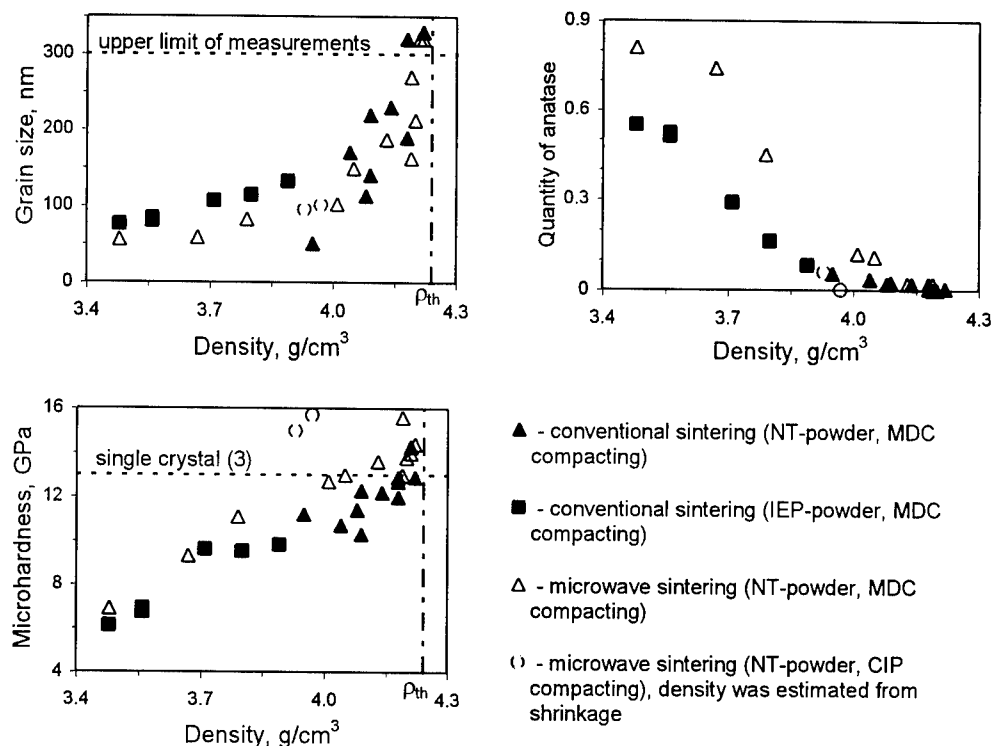 upper limit of measurements
300
200
100
0
Grain size, nm
ρth
3.4 3.7 4.0 4.3
Density, g/cm³
0.9
0.6
0.3
0
Quantity of anatase
3.4 3.7 4.0 4.3
Density, g/cm³
16
12
8
4
Microhardness, GPa
single crystal (3)
ρth
3.4 3.7 4.0 4.3
Density, g/cm³
▲ - conventional sintering (NT-powder, MDC
compacting)
■ - conventional sintering (IEP-powder, MDC
compacting)
△ - microwave sintering (NT-powder, MDC
compacting)
○ - microwave sintering (NT-powder, CIP
compacting), density was estimated from
shrinkage